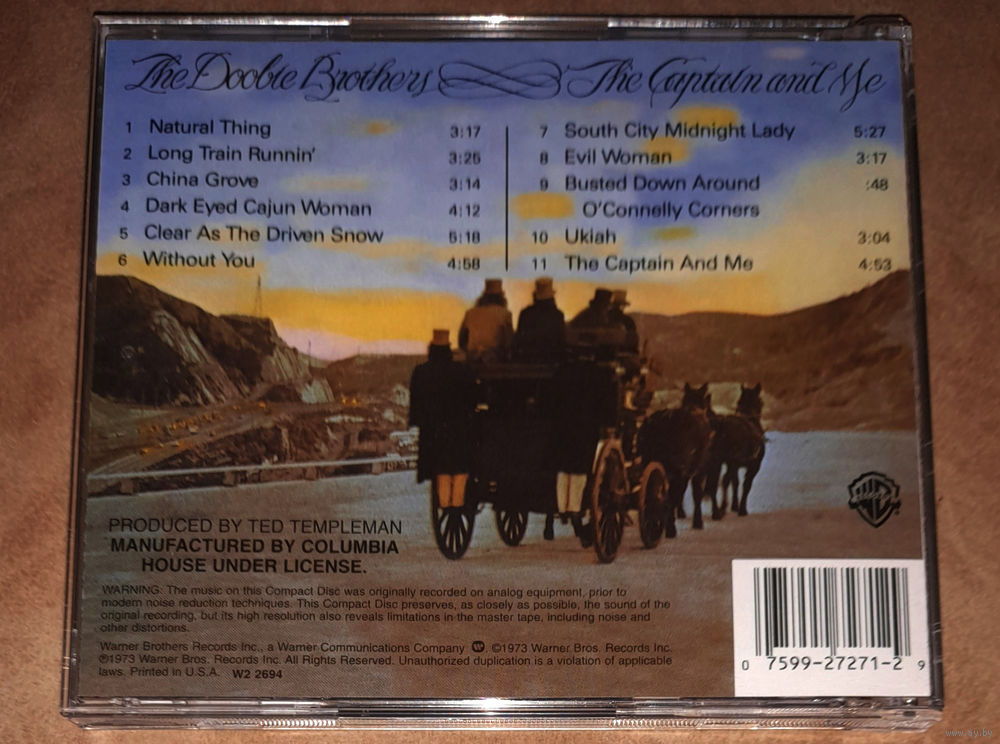 The Doobie Brothers The Captain and Me
1 Natural Thing 3:17
2 Long Train Runnin' 3:25
3 China Grove 3:14
4 Dark Eyed Cajun Woman 4:12
5 Clear As The Driven Snow 5:18
6 Without You 4:58
7 South City Midnight Lady 5:27
8 Evil Woman 3:17
9 Busted Down Around :48
O'Connelly Corners
10 Ukiah 3:04
11 The Captain And Me 4:53
PRODUCED BY TED TEMPLEMAN
MANUFACTURED BY COLUMBIA
HOUSE UNDER LICENSE.
WARNING: The music on this Compact Disc was originally recorded on analog equipment, prior to
modern noise reduction techniques. This Compact Disc preserves, as closely as possible, the sound of the
original recording, but its high resolution also reveals limitations in the master tape, including noise and
other distortions.
Warner Brothers Records Inc., a Warner Communications Company ©1973 Warner Bros. Records Inc.
℗1973 Warner Bros. Records Inc. All Rights Reserved. Unauthorized duplication is a violation of applicable
laws. Printed in U.S.A. W2 2694
0 7599-27271-2 9
www.ay.by